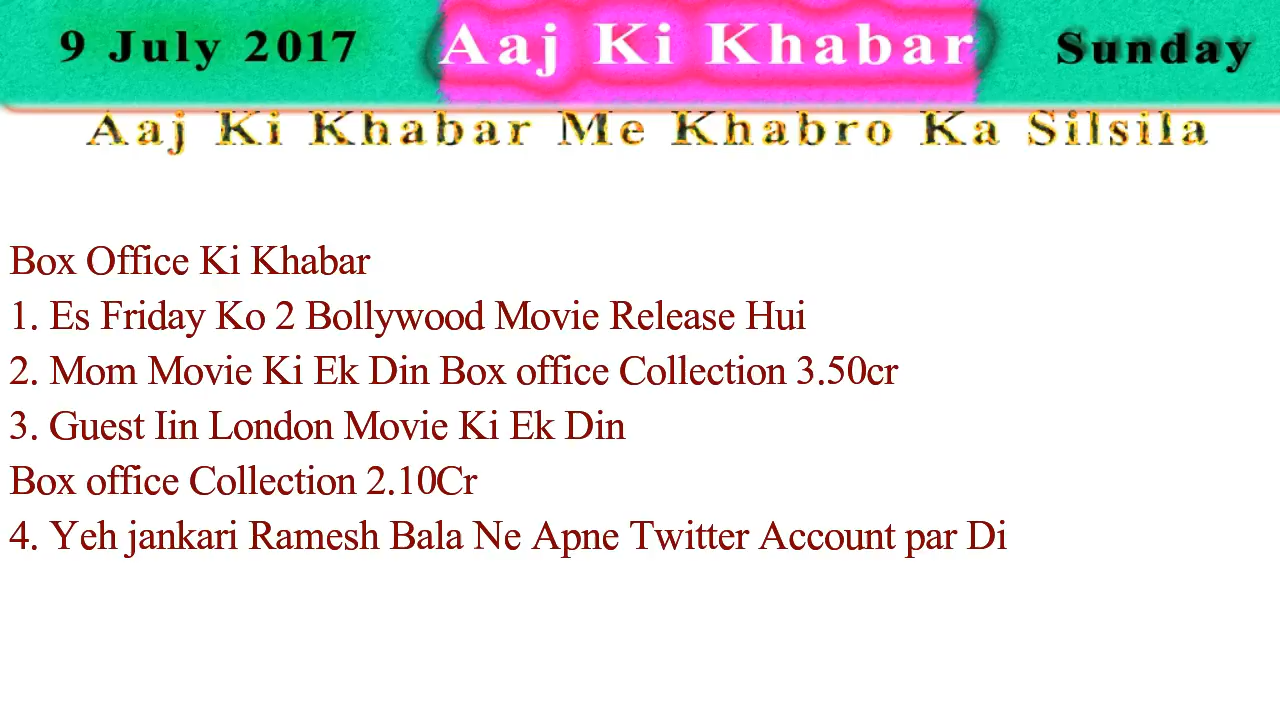 9 July 2017 Aaj Ki Khabar Sunday
Aaj Ki Khabar Me Khabro Ka Silsila
Box Office Ki Khabar
1. Es Friday Ko 2 Bollywood Movie Release Hui
2. Mom Movie Ki Ek Din Box office Collection 3.50cr
3. Guest Iin London Movie Ki Ek Din
Box office Collection 2.10Cr
4. Yeh jankari Ramesh Bala Ne Apne Twitter Account par Di